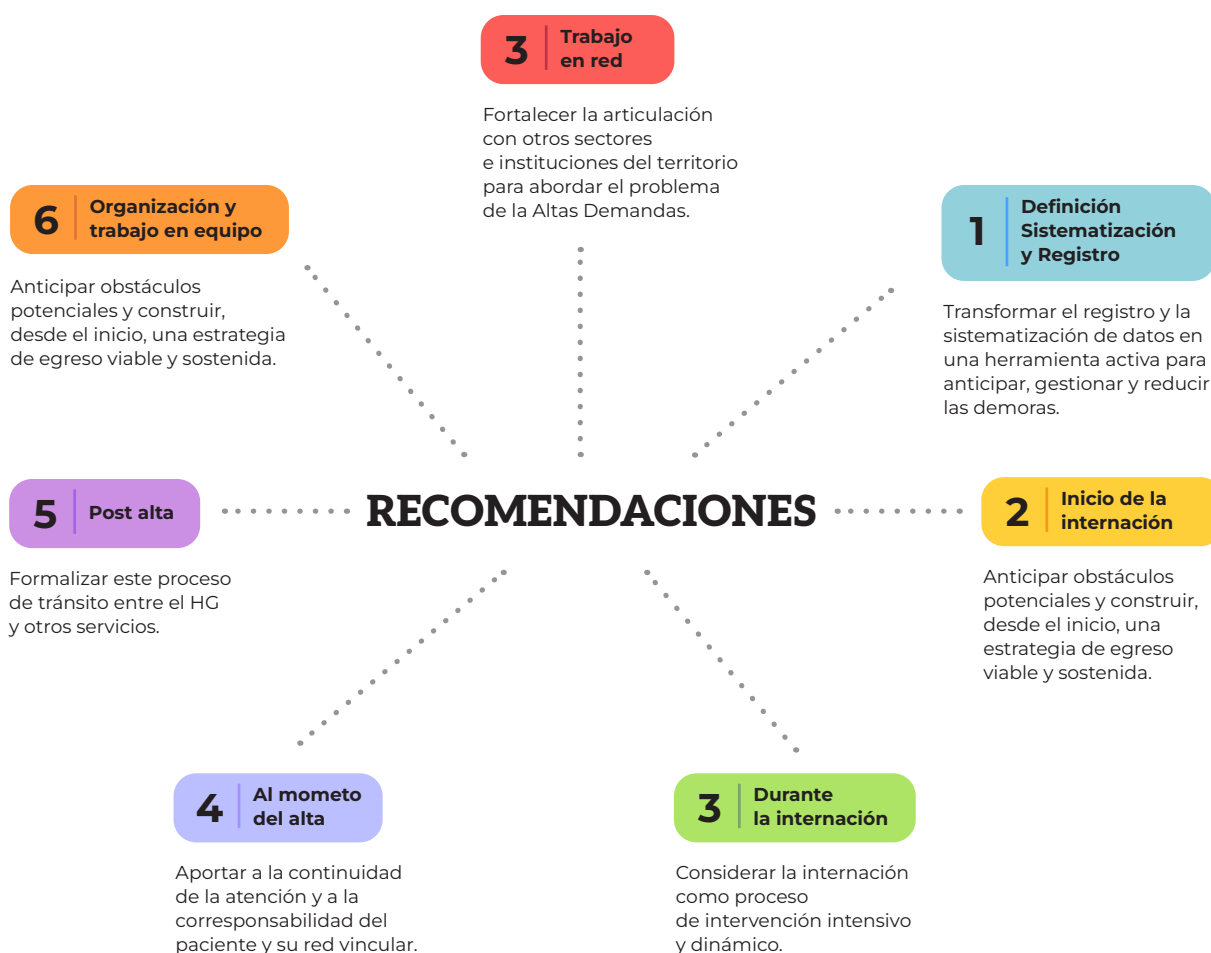 3
Trabajo
en red
Fortalecer la articulación
con otros sectores
e instituciones del territorio
para abordar el problema
de la Altas Demandas.
6
Organización y
trabajo en equipo
Anticipar obstáculos
potenciales y construir,
desde el inicio, una estrategia
de egreso viable y sostenida.
1
Definición
Sistematización
y Registro
Transformar el registro y la
sistematización de datos en
una herramienta activa para
anticipar, gestionar y reducir
las demoras.
5
Post alta
Formalizar este proceso
de tránsito entre el HG
y otros servicios.
RECOMENDACIONES
2
Inicio de la
internación
Anticipar obstáculos
potenciales y construir,
desde el inicio, una
estrategia de egreso
viable y sostenida.
4
Al mometo
del alta
Aportar a la continuidad
de la atención y a la
corresponsabilidad del
paciente y su red vincular.
3
Durante
la internación
Considerar la internación
como proceso
de intervención intensivo
y dinámico.